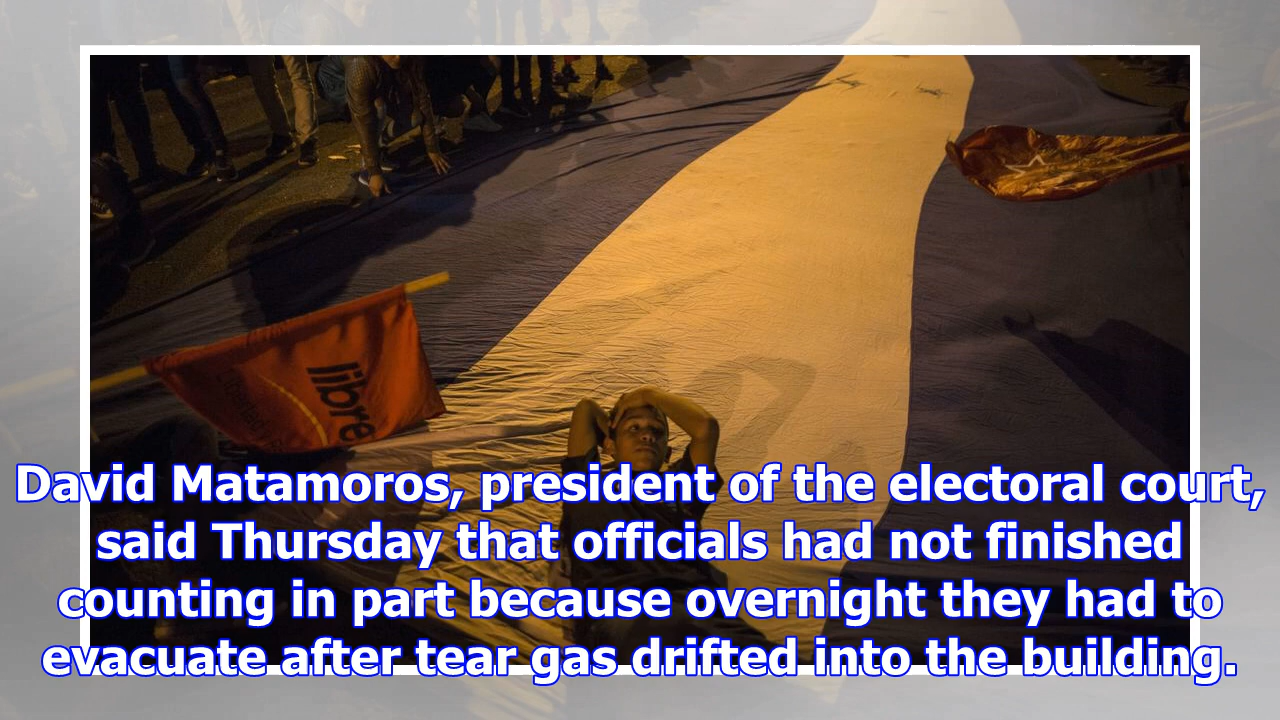 libre
David Matamoros, president of the electoral court,
said Thursday that officials had not finished
counting in part because overnight they had to
evacuate after tear gas drifted into the building.